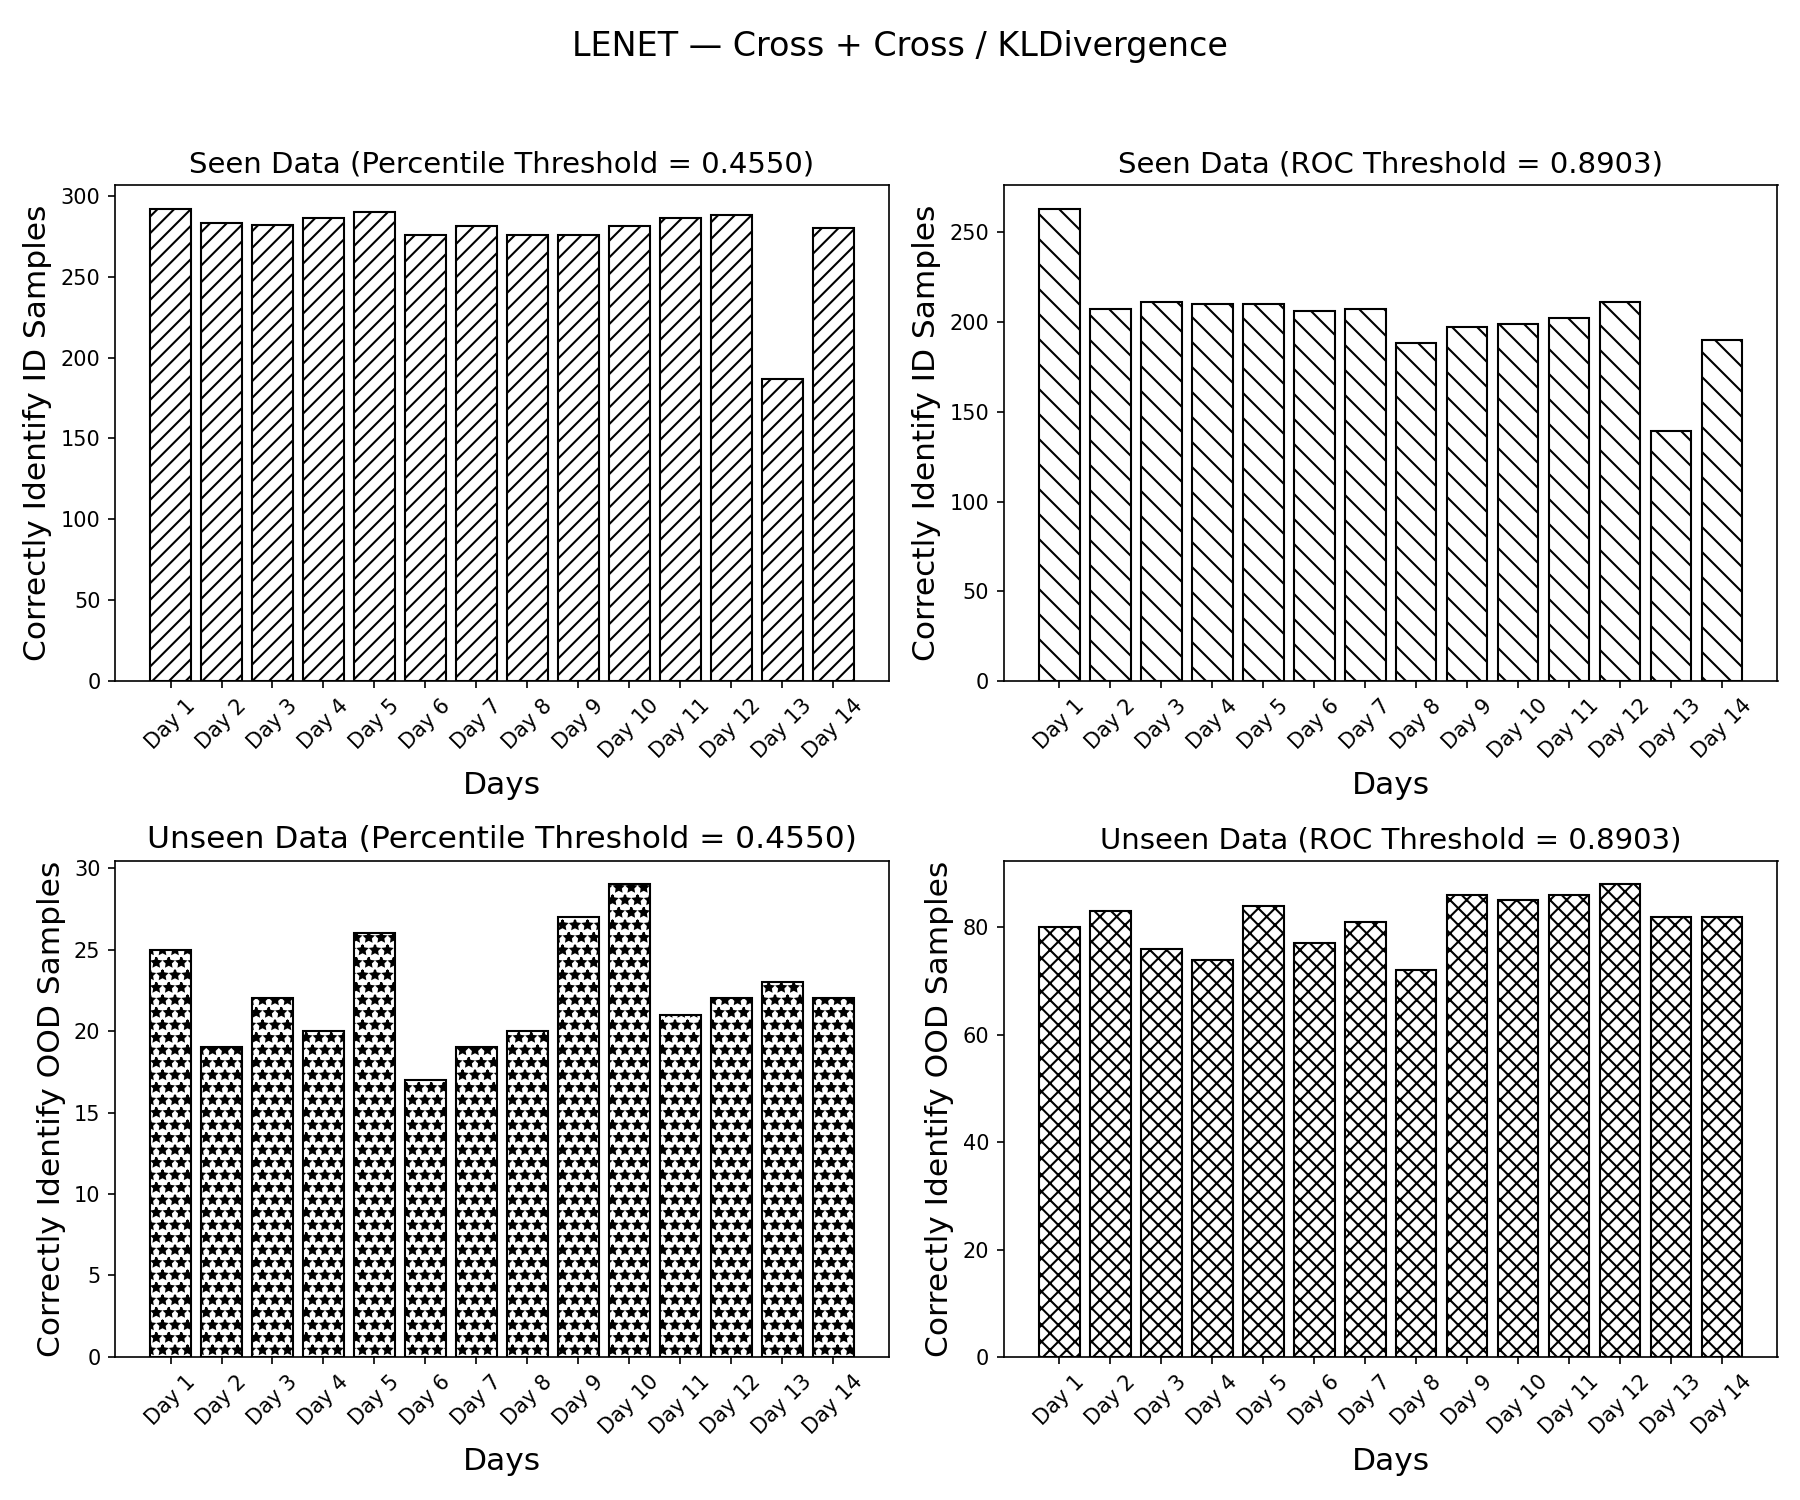 LENET — Cross + Cross / KLDivergence
Seen Data (Percentile Threshold = 0.4550)
Correctly Identify ID Samples
300
250
200
150
100
50
0
Day 1
Day 2
Day 3
Day 4
Day 5
Day 6
Day 7
Day 8
Day 9
Day 10
Day 11
Day 12
Day 13
Day 14
Days
Seen Data (ROC Threshold = 0.8903)
Correctly Identify ID Samples
250
200
150
100
50
0
Day 1
Day 2
Day 3
Day 4
Day 5
Day 6
Day 7
Day 8
Day 9
Day 10
Day 11
Day 12
Day 13
Day 14
Days
Unseen Data (Percentile Threshold = 0.4550)
Correctly Identify OOD Samples
30
25
20
15
10
5
0
Day 1
Day 2
Day 3
Day 4
Day 5
Day 6
Day 7
Day 8
Day 9
Day 10
Day 11
Day 12
Day 13
Day 14
Days
Unseen Data (ROC Threshold = 0.8903)
Correctly Identify OOD Samples
80
60
40
20
0
Day 1
Day 2
Day 3
Day 4
Day 5
Day 6
Day 7
Day 8
Day 9
Day 10
Day 11
Day 12
Day 13
Day 14
Days